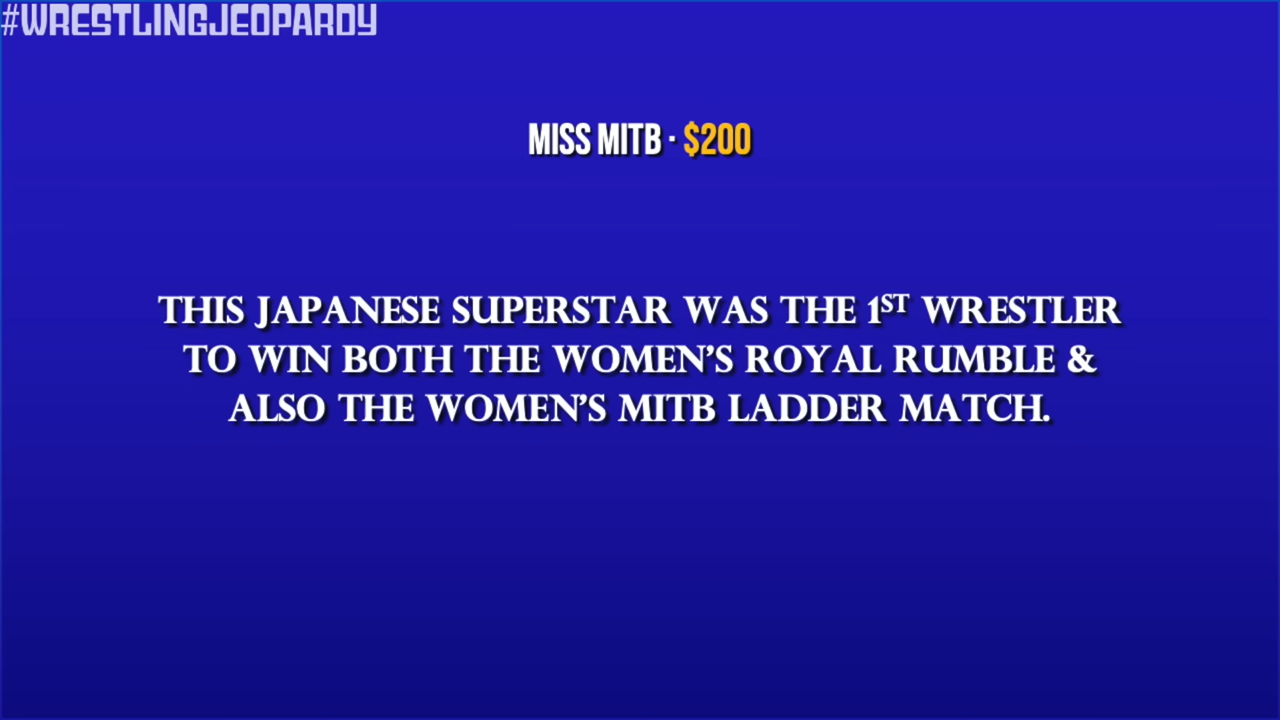 #WRESTLINGJEOPARDY
MISS MITB · $200
THIS JAPANESE SUPERSTAR WAS THE 1ST WRESTLER
TO WIN BOTH THE WOMEN'S ROYAL RUMBLE &
ALSO THE WOMEN'S MITB LADDER MATCH.